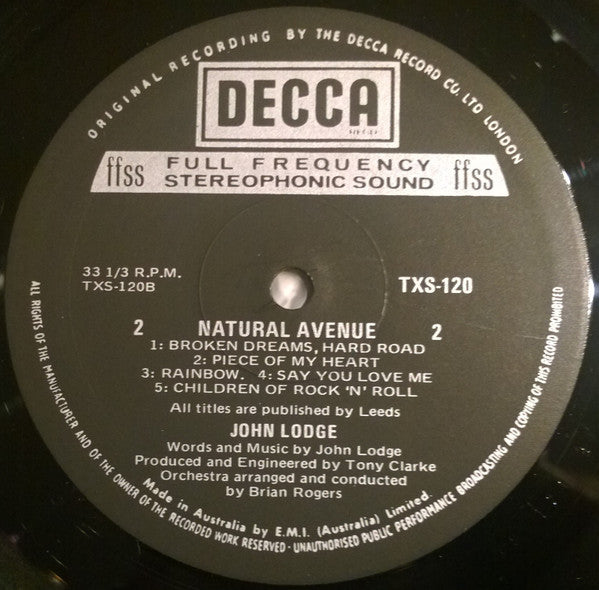 ORIGINAL RECORDING BY THE DECCA RECORD CO. LTD LONDON
DECCA
ffss FULL FREQUENCY STEREOPHONIC SOUND ffss
33 1/3 R.P.M.
TXS-120B
TXS-120
2 NATURAL AVENUE 2
1: BROKEN DREAMS, HARD ROAD
2: PIECE OF MY HEART
3: RAINBOW. 4: SAY YOU LOVE ME
5: CHILDREN OF ROCK 'N' ROLL
All titles are published by Leeds
JOHN LODGE
Words and Music by John Lodge
Produced and Engineered by Tony Clarke
Orchestra arranged and conducted
by Brian Rogers
Made in Australia by E.M.I. (Australia) Limited.
ALL RIGHTS OF THE MANUFACTURER AND OF THE OWNER OF THE RECORDED WORK RESERVED · UNAUTHORISED PUBLIC PERFORMANCE BROADCASTING AND COPYING OF THIS RECORD PROHIBITED